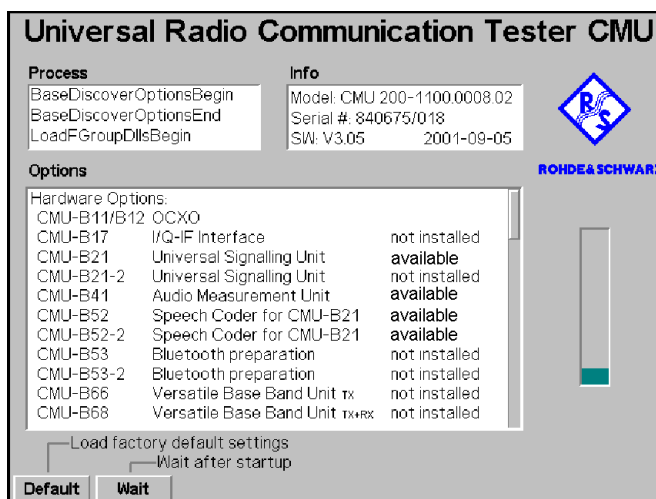 Universal Radio Communication Tester CMU
Process
BaseDiscoverOptionsBegin
BaseDiscoverOptionsEnd
LoadFGroupDllsBegin
Info
Model: CMU 200-1100.0008.02
Serial #: 840675/018
SW: V3.05 2001-09-05
R&S
ROHDE&SCHWARZ
Options
Hardware Options:
CMU-B11/B12 OCXO
CMU-B17 I/Q-IF Interface not installed
CMU-B21 Universal Signalling Unit available
CMU-B21-2 Universal Signalling Unit not installed
CMU-B41 Audio Measurement Unit available
CMU-B52 Speech Coder for CMU-B21 available
CMU-B52-2 Speech Coder for CMU-B21 available
CMU-B53 Bluetooth preparation not installed
CMU-B53-2 Bluetooth preparation not installed
CMU-B66 Versatile Base Band Unit TX not installed
CMU-B68 Versatile Base Band Unit TX+RX not installed
Load factory default settings
Wait after startup
Default Wait